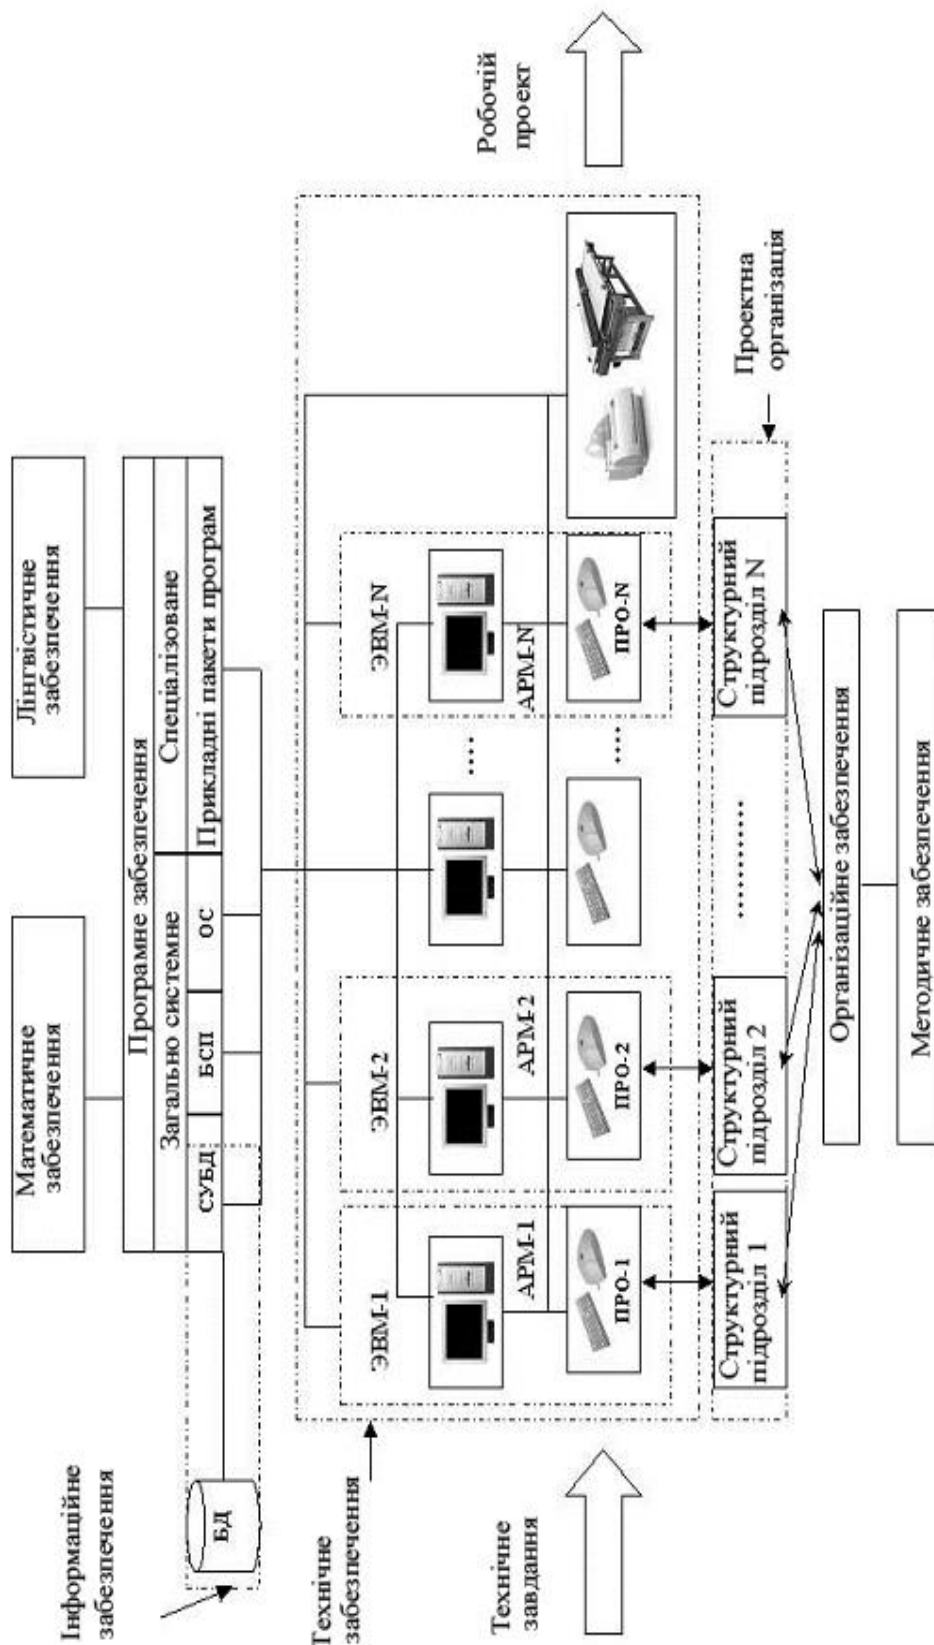 Математичне
забезпечення
Лінгвістичне
забезпечення
Програмне забезпечення
Загально системне
Спеціалізоване
СУБД
БСП
ОС
Прикладні пакети програм
Інформаційне
забезпечення
БД
Технічне
забезпечення
ЭВМ-1
ЭВМ-2
ЭВМ-N
....
АРМ-1
АРМ-2
АРМ-N
ПРО-1
ПРО-2
....
ПРО-N
Технічне
завдання
Робочій
проект
Структурний
підрозділ 1
Структурний
підрозділ 2
..........
Структурний
підрозділ N
Проектна
організація
Організаційне забезпечення
Методичне забезпечення